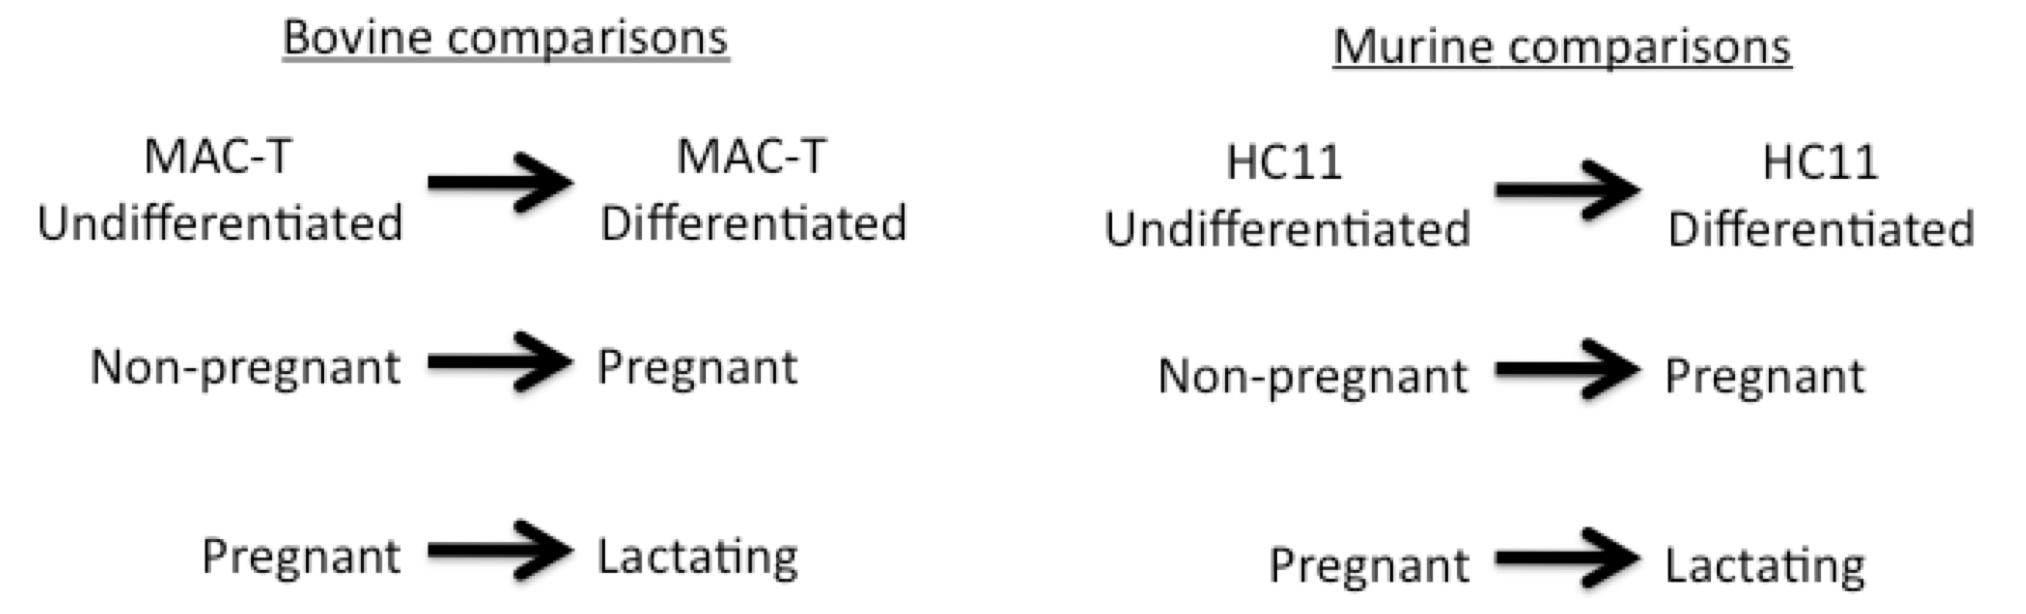 Bovine comparisons
MAC-T
Undifferentiated
MAC-T
Differentiated
Non-pregnant
Pregnant
Pregnant
Lactating
Murine comparisons
HC11
Undifferentiated
HC11
Differentiated
Non-pregnant
Pregnant
Pregnant
Lactating